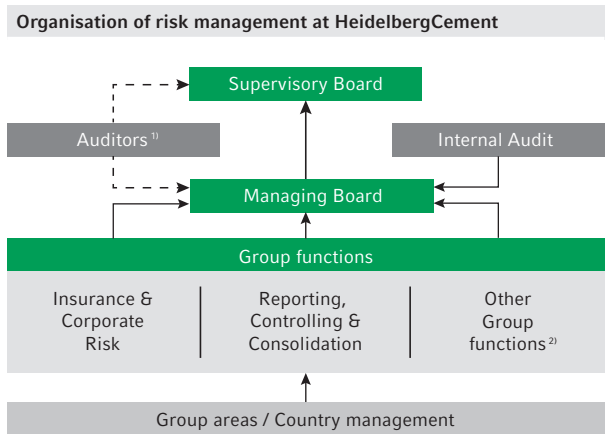 Organisation of risk management at HeidelbergCement
Supervisory Board
Auditors 1)
Internal Audit
Managing Board
Group functions
Insurance &
Corporate
Risk
Reporting,
Controlling &
Consolidation
Other
Group
functions 2)
Group areas / Country management